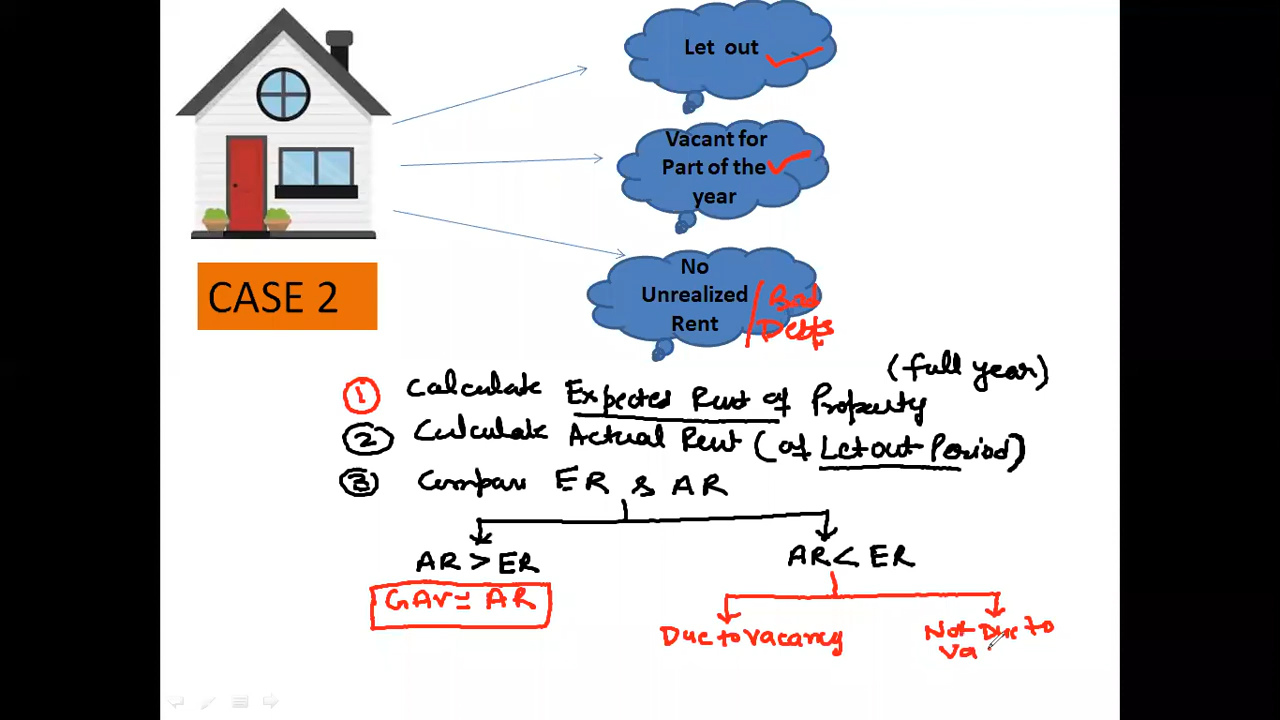 Let out
Vacant for
Part of the
year
No
Unrealized
Rent / Bad Debts
CASE 2
(full year)
① Calculate Expected Rent of Property
② Calculate Actual Rent (of Let out Period)
③ Compare ER & AR
AR > ER
AR < ER
GAV = AR
Due to vacancy
Not Due to
Va